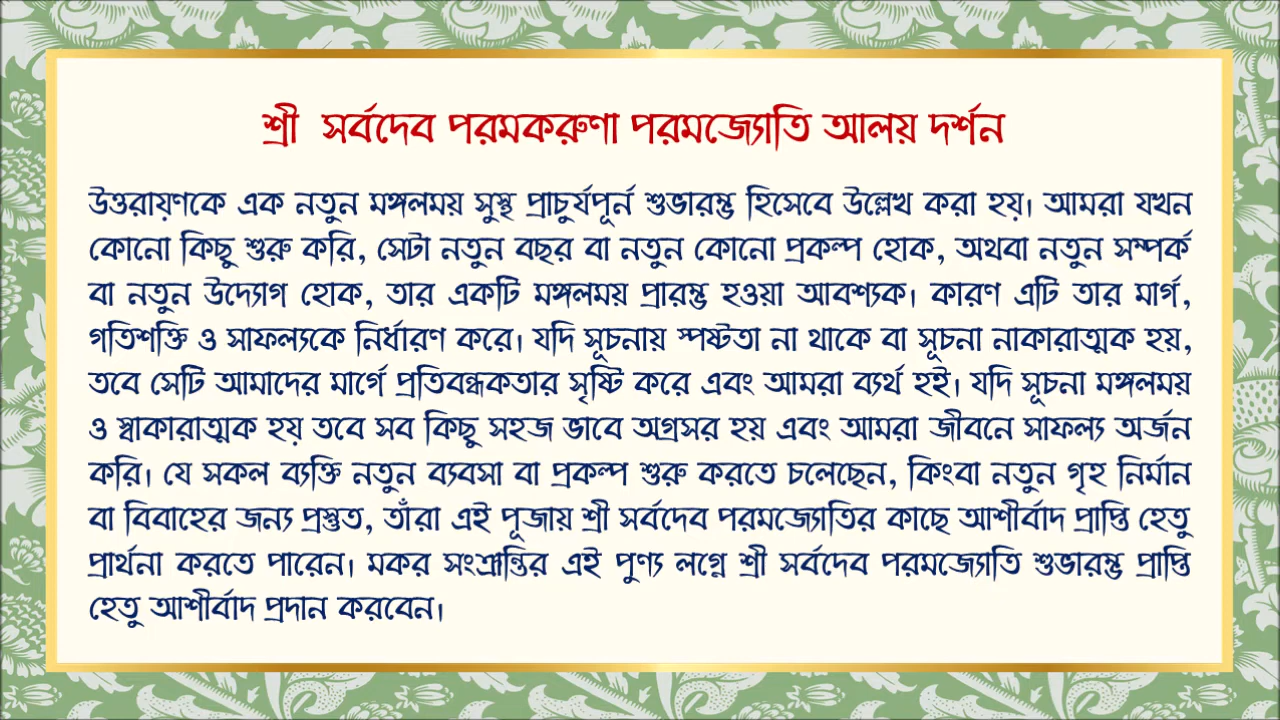 শ্রী সর্বদেব পরমকরুণা পরমজ্যোতি আলয় দর্শন
উত্তরায়ণকে এক নতুন মঙ্গলময় সুস্থ প্রাচুর্যপূর্ন শুভারম্ভ হিসেবে উল্লেখ করা হয়। আমরা যখন
কোনো কিছু শুরু করি, সেটা নতুন বছর বা নতুন কোনো প্রকল্প হোক, অথবা নতুন সম্পর্ক
বা নতুন উদ্যোগ হোক, তার একটি মঙ্গলময় প্রারম্ভ হওয়া আবশ্যক। কারণ এটি তার মার্গ,
গতিশক্তি ও সাফল্যকে নির্ধারণ করে। যদি সূচনায় স্পষ্টতা না থাকে বা সূচনা নাকারাত্মক হয়,
তবে সেটি আমাদের মার্গে প্রতিবন্ধকতার সৃষ্টি করে এবং আমরা ব্যর্থ হই। যদি সূচনা মঙ্গলময়
ও স্বাকারাত্মক হয় তবে সব কিছু সহজ ভাবে অগ্রসর হয় এবং আমরা জীবনে সাফল্য অর্জন
করি। যে সকল ব্যক্তি নতুন ব্যবসা বা প্রকল্প শুরু করতে চলেছেন, কিংবা নতুন গৃহ নির্মান
বা বিবাহের জন্য প্রস্তুত, তাঁরা এই পূজায় শ্রী সর্বদেব পরমজ্যোতির কাছে আশীর্বাদ প্রাপ্তি হেতু
প্রার্থনা করতে পারেন। মকর সংক্রান্তির এই পুণ্য লগ্নে শ্রী সর্বদেব পরমজ্যোতি শুভারম্ভ প্রাপ্তি
হেতু আশীর্বাদ প্রদান করবেন।